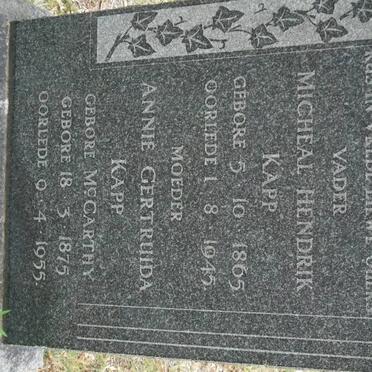 VADER
MICHEAL HENDRIK
KAPP
GEBORE 5 10 1865
OORLEDE 1 8 1945
MOEDER
ANNIE GERTRUIDA
KAPP
GEBORE McCARTHY
GEBORE 18 3 1875
OORLEDE 9 4 1955